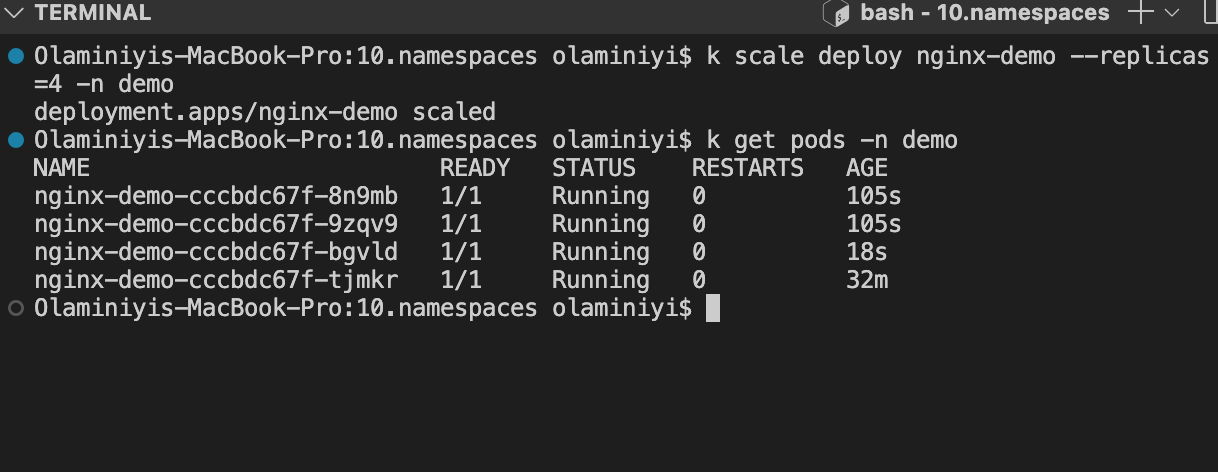 TERMINAL bash - 10.namespaces
Olaminiyis-MacBook-Pro:10.namespaces olaminiyi$ k scale deploy nginx-demo --replicas
=4 -n demo
deployment.apps/nginx-demo scaled
Olaminiyis-MacBook-Pro:10.namespaces olaminiyi$ k get pods -n demo
NAME READY STATUS RESTARTS AGE
nginx-demo-cccbdc67f-8n9mb 1/1 Running 0 105s
nginx-demo-cccbdc67f-9zqv9 1/1 Running 0 105s
nginx-demo-cccbdc67f-bgvld 1/1 Running 0 18s
nginx-demo-cccbdc67f-tjmkr 1/1 Running 0 32m
Olaminiyis-MacBook-Pro:10.namespaces olaminiyi$